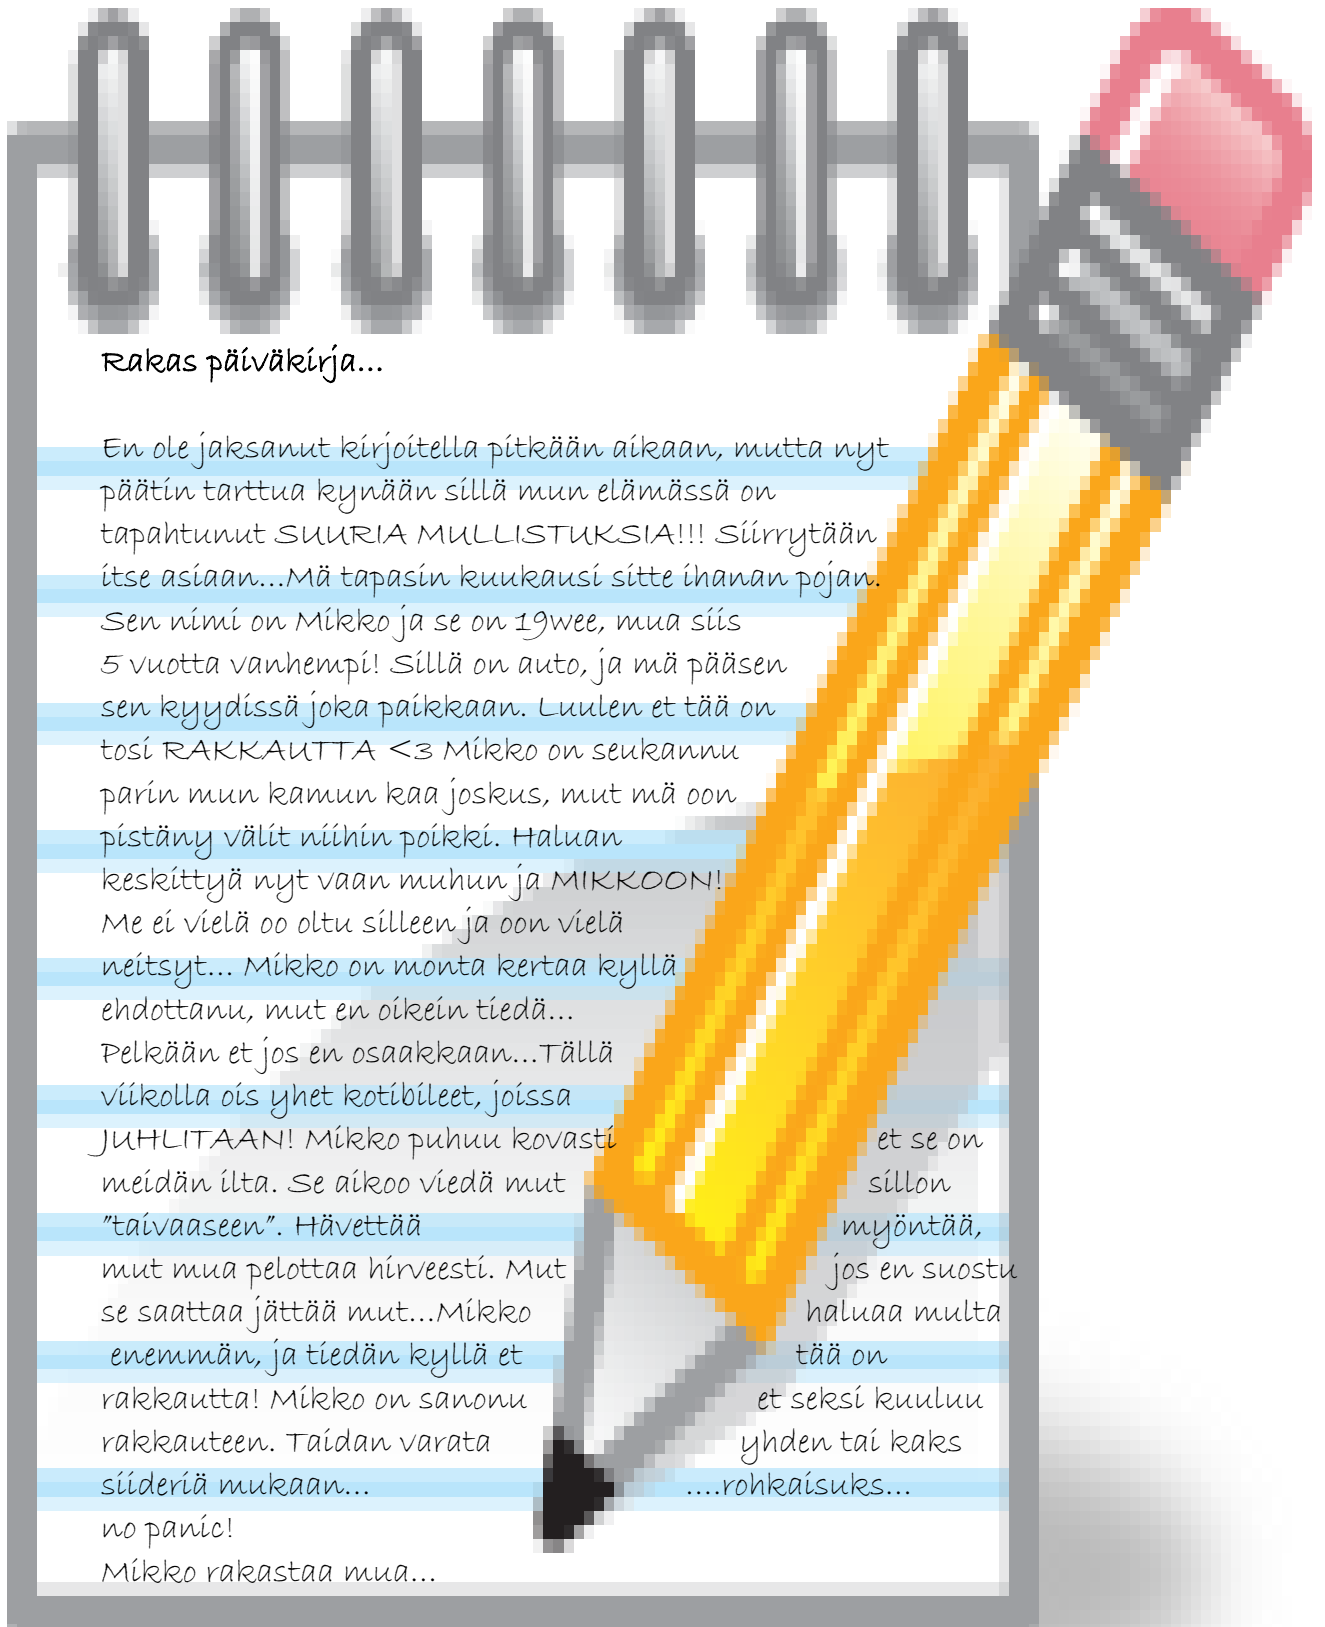 Rakas päiväkirja...
En ole jaksanut kirjoitella pitkään aikaan, mutta nyt
päätin tarttua kynään sillä mun elämässä on
tapahtunut SUURIA MULLISTUKSIA!!! Siirrytään
itse asiaan...Mä tapasin kuukausi sitte ihanan pojan.
Sen nimi on Mikko ja se on 19wee, mua siis
5 vuotta vanhempi! Sillä on auto, ja mä pääsen
sen kyydissä joka paikkaan. Luulen et tää on
tosi RAKKAUTTA <3 Mikko on seukannu
parin mun kamun kaa joskus, mut mä oon
pistäny välit niihin poikki. Haluan
keskittyä nyt vaan muhun ja MIKKOON!
Me ei vielä oo oltu silleen ja oon vielä
neitsyt... Mikko on monta kertaa kyllä
ehdottanu, mut en oikein tiedä...
Pelkään et jos en osaakkaan...Tällä
viikolla ois yhet kotibileet, joissa
JUHLITAAN! Mikko puhuu kovasti et se on
meidän ilta. Se aikoo viedä mut sillon
"taivaaseen". Hävettää myöntää,
mut mua pelottaa hirveesti. Mut jos en suostu
se saattaa jättää mut...Mikko haluaa multa
enemmän, ja tiedän kyllä et tää on
rakkautta! Mikko on sanonu et seksi kuuluu
rakkauteen. Taidan varata yhden tai kaks
siideriä mukaan... ....rohkaisuks...
no panic!
Mikko rakastaa mua...